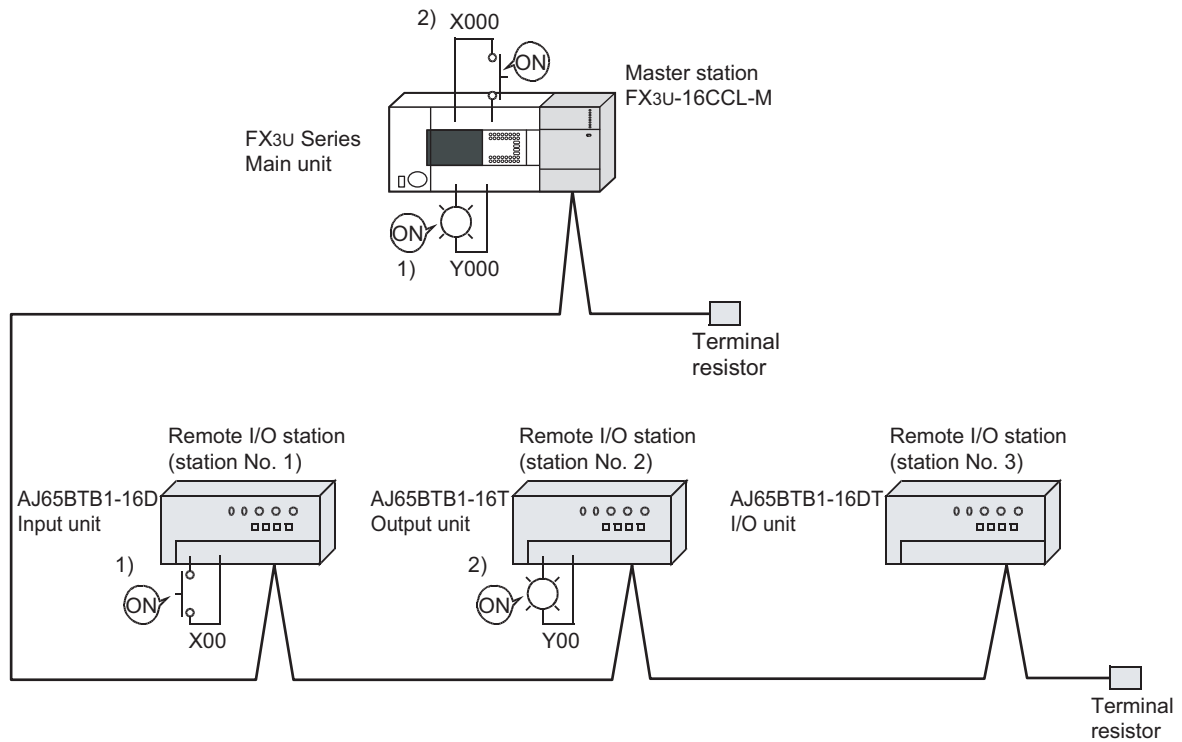 2) X000
ON
Master station
FX3U-16CCL-M
FX3U Series
Main unit
ON
1) Y000
Terminal
resistor
Remote I/O station
(station No. 1)
AJ65BTB1-16D
Input unit
1)
ON
X00
Remote I/O station
(station No. 2)
AJ65BTB1-16T
Output unit
2)
ON
Y00
Remote I/O station
(station No. 3)
AJ65BTB1-16DT
I/O unit
Terminal
resistor